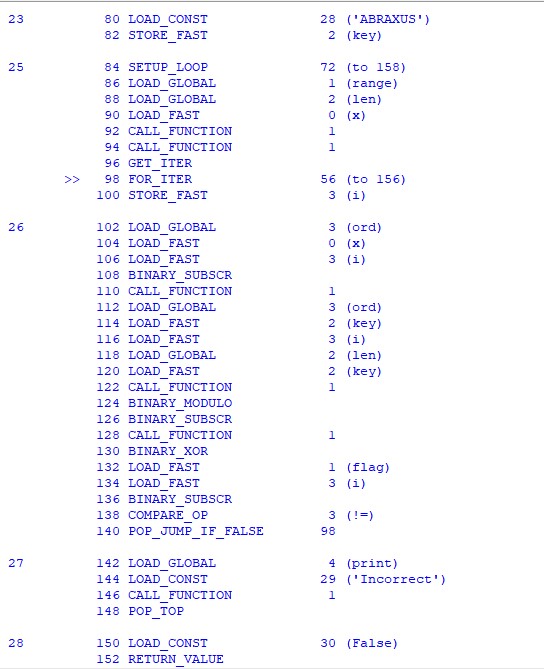 23 80 LOAD_CONST 28 ('ABRAXUS')
82 STORE_FAST 2 (key)
25 84 SETUP_LOOP 72 (to 158)
86 LOAD_GLOBAL 1 (range)
88 LOAD_GLOBAL 2 (len)
90 LOAD_FAST 0 (x)
92 CALL_FUNCTION 1
94 CALL_FUNCTION 1
96 GET_ITER
>> 98 FOR_ITER 56 (to 156)
100 STORE_FAST 3 (i)
26 102 LOAD_GLOBAL 3 (ord)
104 LOAD_FAST 0 (x)
106 LOAD_FAST 3 (i)
108 BINARY_SUBSCR
110 CALL_FUNCTION 1
112 LOAD_GLOBAL 3 (ord)
114 LOAD_FAST 2 (key)
116 LOAD_FAST 3 (i)
118 LOAD_GLOBAL 2 (len)
120 LOAD_FAST 2 (key)
122 CALL_FUNCTION 1
124 BINARY_MODULO
126 BINARY_SUBSCR
128 CALL_FUNCTION 1
130 BINARY_XOR
132 LOAD_FAST 1 (flag)
134 LOAD_FAST 3 (i)
136 BINARY_SUBSCR
138 COMPARE_OP 3 (!=)
140 POP_JUMP_IF_FALSE 98
27 142 LOAD_GLOBAL 4 (print)
144 LOAD_CONST 29 ('Incorrect')
146 CALL_FUNCTION 1
148 POP_TOP
28 150 LOAD_CONST 30 (False)
152 RETURN_VALUE